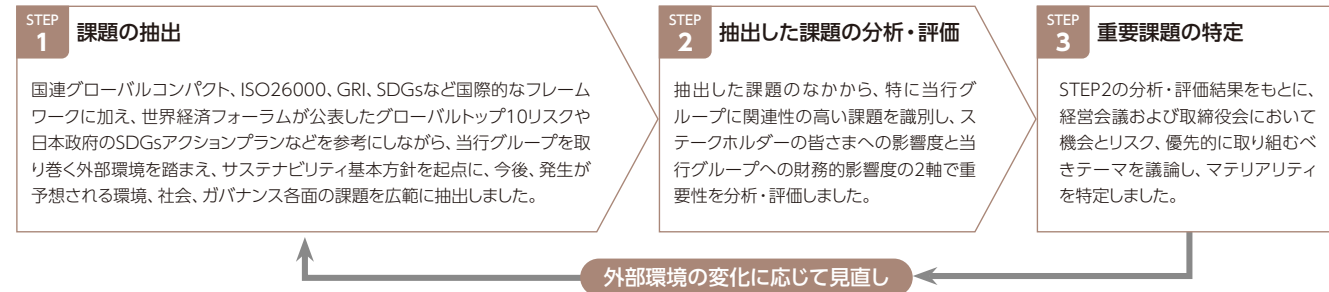 STEP
1
課題の抽出
国連グローバルコンパクト、ISO26000、GRI、SDGsなど国際的なフレーム
ワークに加え、世界経済フォーラムが公表したグローバルトップ10リスクや
日本政府のSDGsアクションプランなどを参考にしながら、当行グループを取
り巻く外部環境を踏まえ、サステナビリティ基本方針を起点に、今後、発生が
予想される環境、社会、ガバナンス各面の課題を広範に抽出しました。
STEP
2
抽出した課題の分析・評価
抽出した課題のなかから、特に当行グ
ループに関連性の高い課題を識別し、ス
テークホルダーの皆さまへの影響度と当
行グループへの財務的影響度の2軸で重
要性を分析・評価しました。
STEP
3
重要課題の特定
STEP2の分析・評価結果をもとに、
経営会議および取締役会において
機会とリスク、優先的に取り組むべ
きテーマを議論し、マテリアリティ
を特定しました。
外部環境の変化に応じて見直し